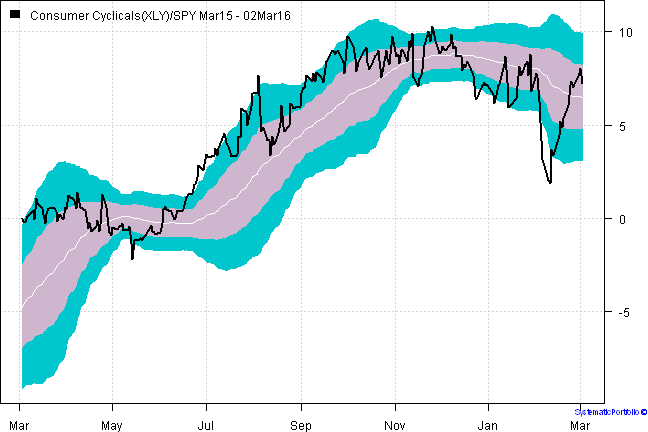 Consumer Cyclicals(XLY)/SPY Mar15 - 02Mar16
10
5
0
-5
Mar May Jul Sep Nov Jan Mar
SystematicPortfolio ©